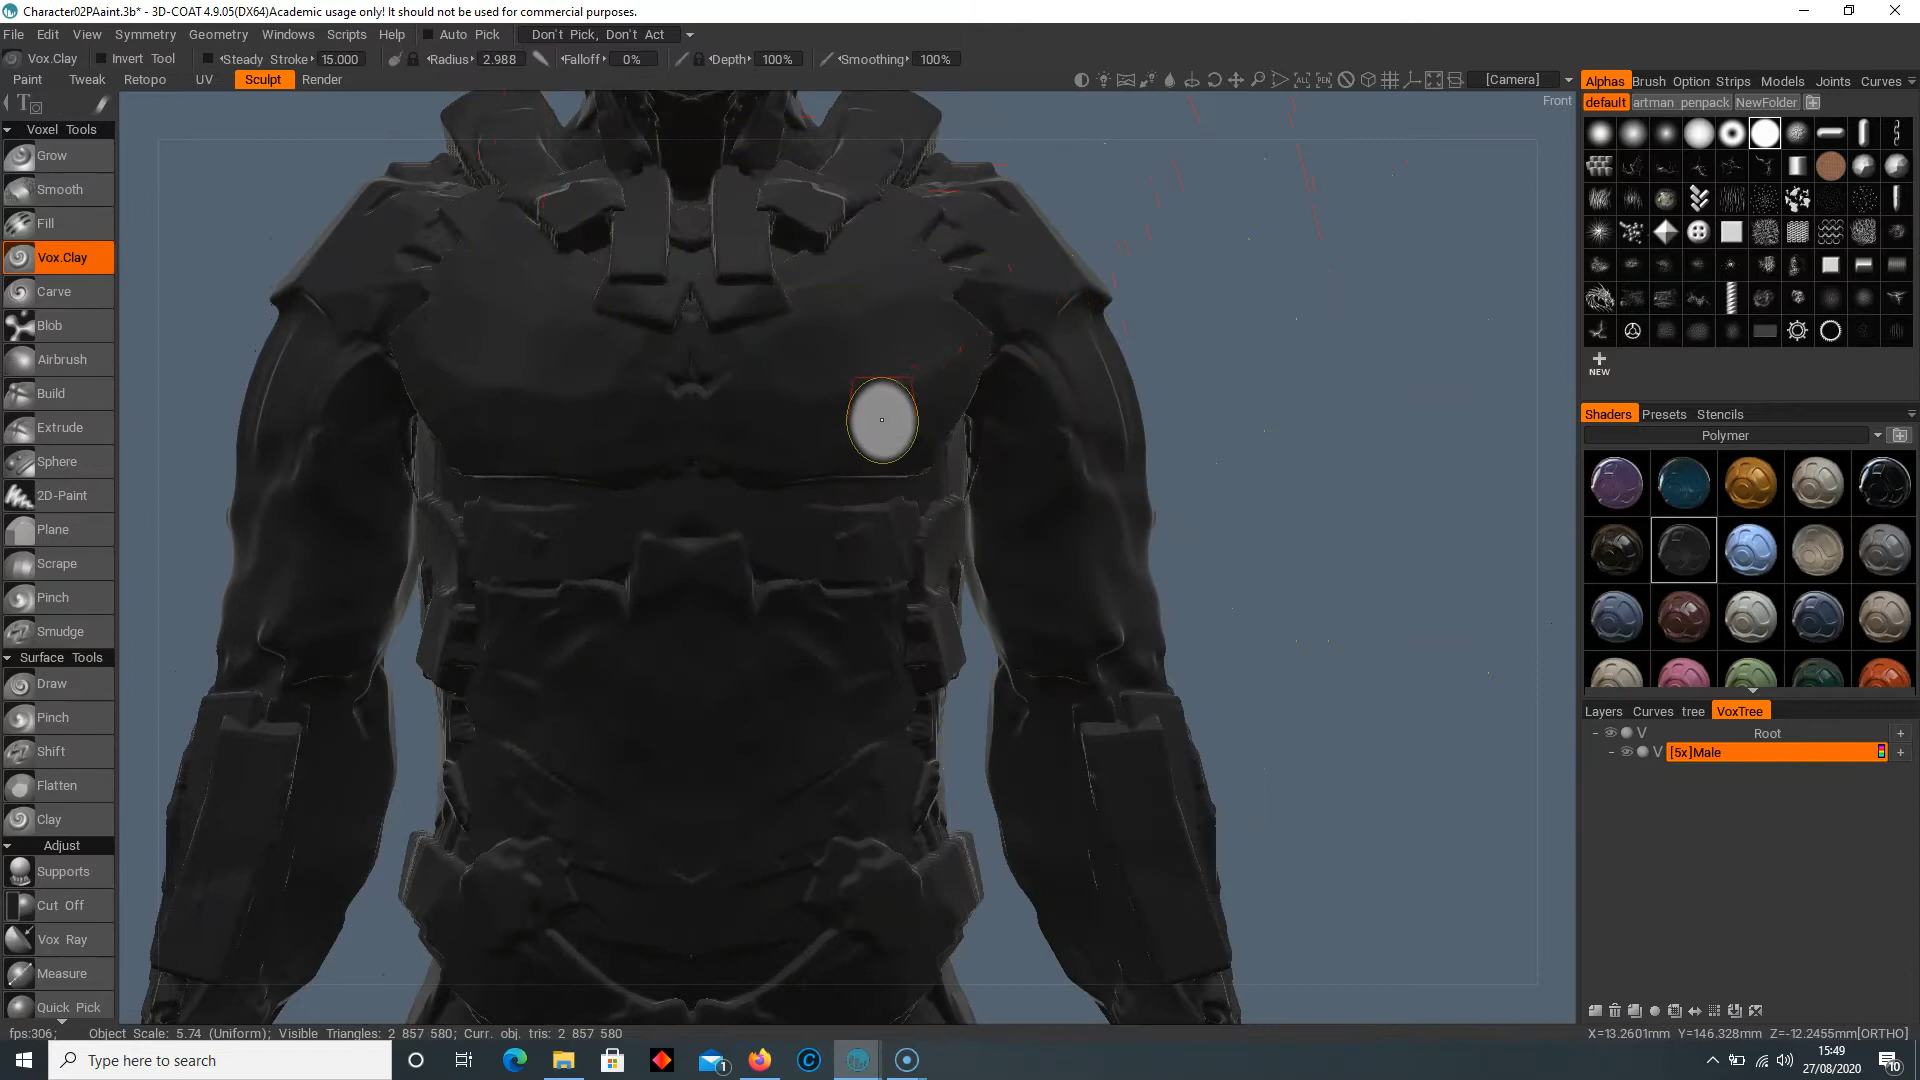 Character02PAaint.3b* - 3D-COAT 4.9.05(DX64)Academic usage only! It should not be used for commercial purposes.
File Edit View Symmetry Geometry Windows Scripts Help Auto Pick Don't Pick, Don't Act
Vox.Clay Invert Tool Steady Stroke 15.000 Radius 2.988 Falloff 0% Depth 100% Smoothing 100%
Paint Tweak Retopo UV Sculpt Render [Camera] Alphas Brush Option Strips Models Joints Curves
Front
default artman penpack NewFolder
Voxel Tools
Grow
Smooth
Fill
Vox.Clay
Carve
Blob
Airbrush
Build
Extrude
Sphere
2D-Paint
Plane
Scrape
Pinch
Smudge
Surface Tools
Draw
Pinch
Shift
Flatten
Clay
Adjust
Supports
Cut Off
Vox Ray
Measure
Quick Pick
ALL PEN
NEW
Shaders Presets Stencils
Polymer
Layers Curves tree VoxTree
V Root +
V [5x]Male +
fps:306; Object Scale: 5.74 (Uniform); Visible Triangles: 2 857 580; Curr. obj. tris: 2 857 580 X=13.2601mm Y=146.328mm Z=-12.2455mm[ORTHO]
Type here to search
1
15:49
27/08/2020
10